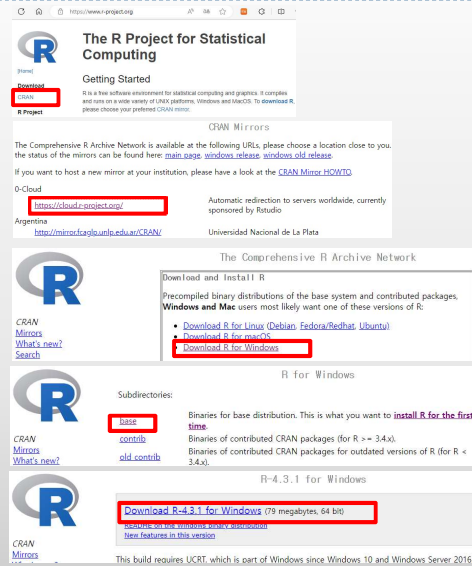 https://www.r-project.org
The R Project for Statistical
Computing
[Home]
Getting Started
Download
CRAN
R is a free software environment for statistical computing and graphics. It compiles
and runs on a wide variety of UNIX platforms, Windows and MacOS. To download R,
please choose your preferred CRAN mirror.
R Project
CRAN Mirrors
The Comprehensive R Archive Network is available at the following URLs, please choose a location close to you.
the status of the mirrors can be found here: main page, windows release, windows old release.
If you want to host a new mirror at your institution, please have a look at the CRAN Mirror HOWTO.
0-Cloud
https://cloud.r-project.org/ Automatic redirection to servers worldwide, currently
sponsored by Rstudio
Argentina
http://mirror.fcaglp.unlp.edu.ar/CRAN/ Universidad Nacional de La Plata
The Comprehensive R Archive Network
Download and Install R
Precompiled binary distributions of the base system and contributed packages,
Windows and Mac users most likely want one of these versions of R:
CRAN
Mirrors
What's new?
Search
Download R for Linux (Debian, Fedora/Redhat, Ubuntu)
Download R for macOS
Download R for Windows
R for Windows
Subdirectories:
base Binaries for base distribution. This is what you want to install R for the first
time.
CRAN
Mirrors
What's new?
contrib Binaries of contributed CRAN packages (for R >= 3.4.x).
old contrib Binaries of contributed CRAN packages for outdated versions of R (for R <
3.4.x).
R-4.3.1 for Windows
Download R-4.3.1 for Windows (79 megabytes, 64 bit)
README on the Windows binary distribution
New features in this version
CRAN
Mirrors
This build requires UCRT, which is part of Windows since Windows 10 and Windows Server 2016